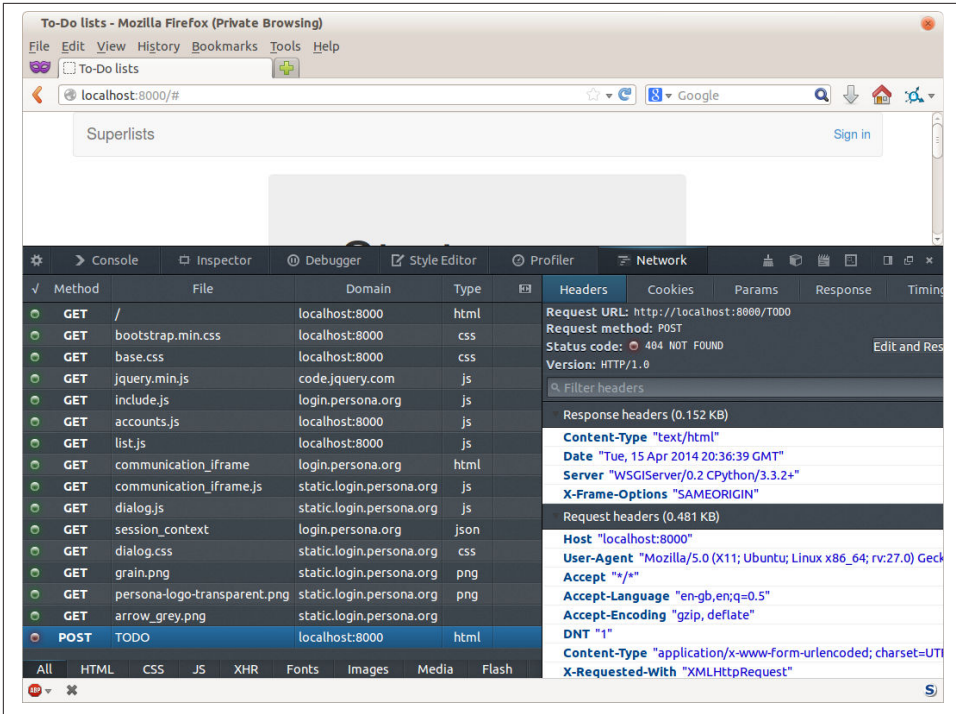 To-Do lists - Mozilla Firefox (Private Browsing)
File Edit View History Bookmarks Tools Help
To-Do lists
localhost:8000/#
Google
Superlists
Sign in
Console Inspector Debugger Style Editor Profiler Network
√ Method File Domain Type
Headers Cookies Params Response Timing
GET / localhost:8000 html
GET bootstrap.min.css localhost:8000 css
GET base.css localhost:8000 css
GET jquery.min.js code.jquery.com js
GET include.js login.persona.org js
GET accounts.js localhost:8000 js
GET list.js localhost:8000 js
GET communication_iframe login.persona.org html
GET communication_iframe.js static.login.persona.org js
GET dialog.js static.login.persona.org js
GET session_context login.persona.org json
GET dialog.css static.login.persona.org css
GET grain.png static.login.persona.org png
GET persona-logo-transparent.png static.login.persona.org png
GET arrow_grey.png static.login.persona.org
POST TODO localhost:8000 html
All HTML CSS JS XHR Fonts Images Media Flash
Request URL: http://localhost:8000/TODO
Request method: POST
Status code: 404 NOT FOUND
Edit and Res
Version: HTTP/1.0
Filter headers
Response headers (0.152 KB)
Content-Type "text/html"
Date "Tue, 15 Apr 2014 20:36:39 GMT"
Server "WSGIServer/0.2 CPython/3.3.2+"
X-Frame-Options "SAMEORIGIN"
Request headers (0.481 KB)
Host "localhost:8000"
User-Agent "Mozilla/5.0 (X11; Ubuntu; Linux x86_64; rv:27.0) Geck
Accept "*/*"
Accept-Language "en-gb,en;q=0.5"
Accept-Encoding "gzip, deflate"
DNT "1"
Content-Type "application/x-www-form-urlencoded; charset=UTF
X-Requested-With "XMLHttpRequest"
ABP
S